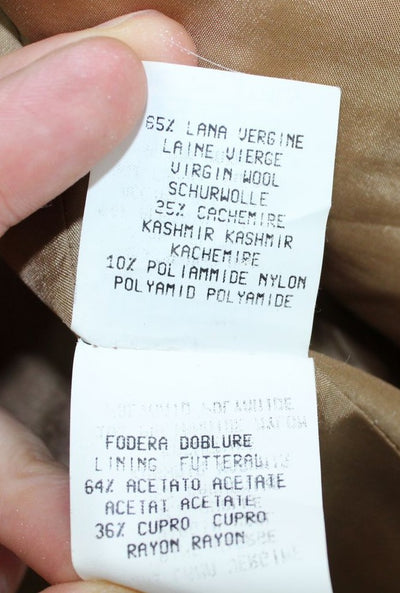 65% LANA VERGINE
LAINE VIERGE
VIRGIN WOOL
SCHURWOLLE
25% CACHEMIRE
KASHMIR KASHMIR
KACHEMIRE
10% POLIAMMIDE NYLON
POLYAMID POLYAMIDE
FODERA DOBLURE
LINING
64% ACETATO ACETATE
ACETAT ACETATE
36% CUPRO CUPRO
RAYON RAYON